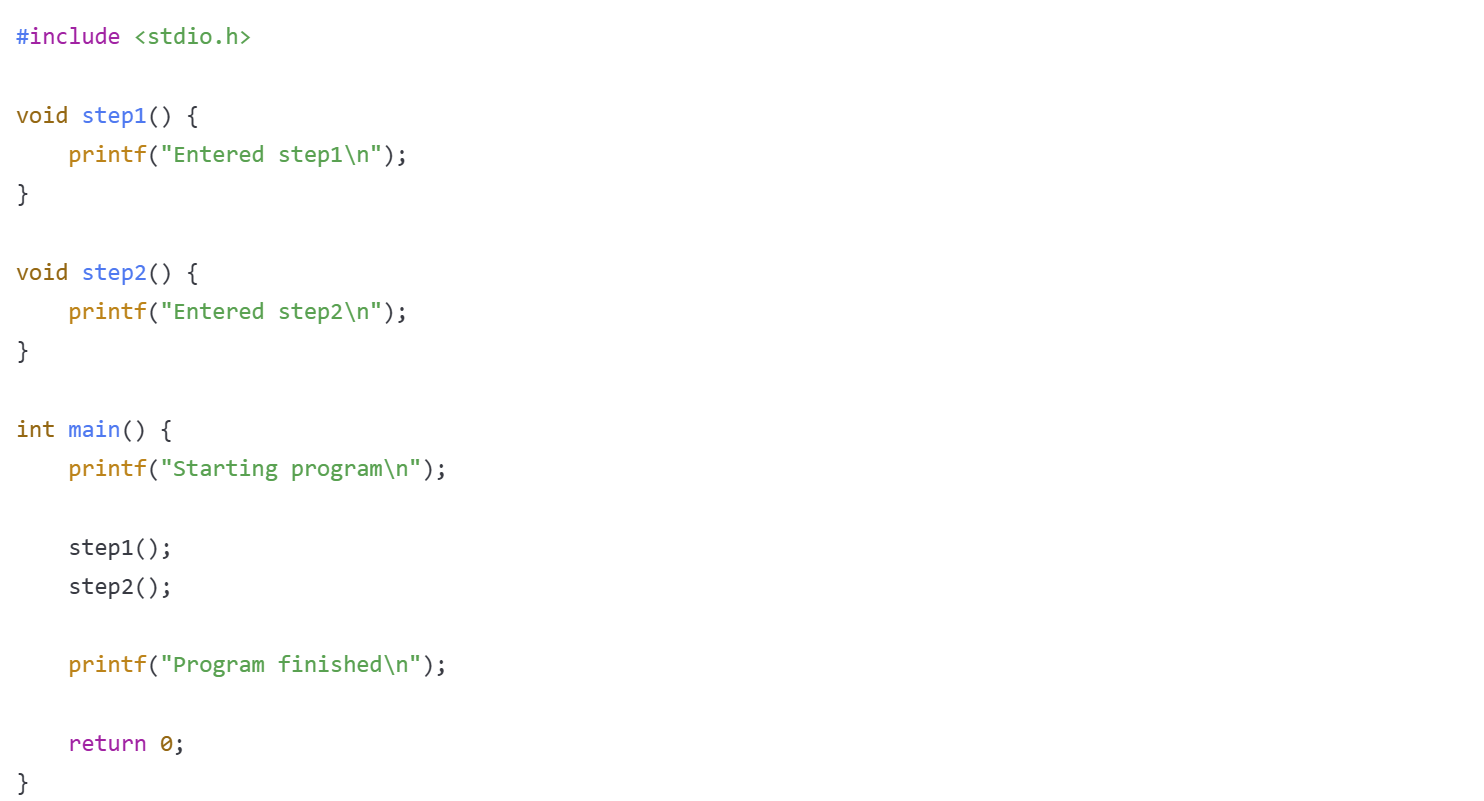 #include <stdio.h>
void step1() {
    printf("Entered step1\n");
}
void step2() {
    printf("Entered step2\n");
}
int main() {
    printf("Starting program\n");
    step1();
    step2();
    printf("Program finished\n");
    return 0;
}